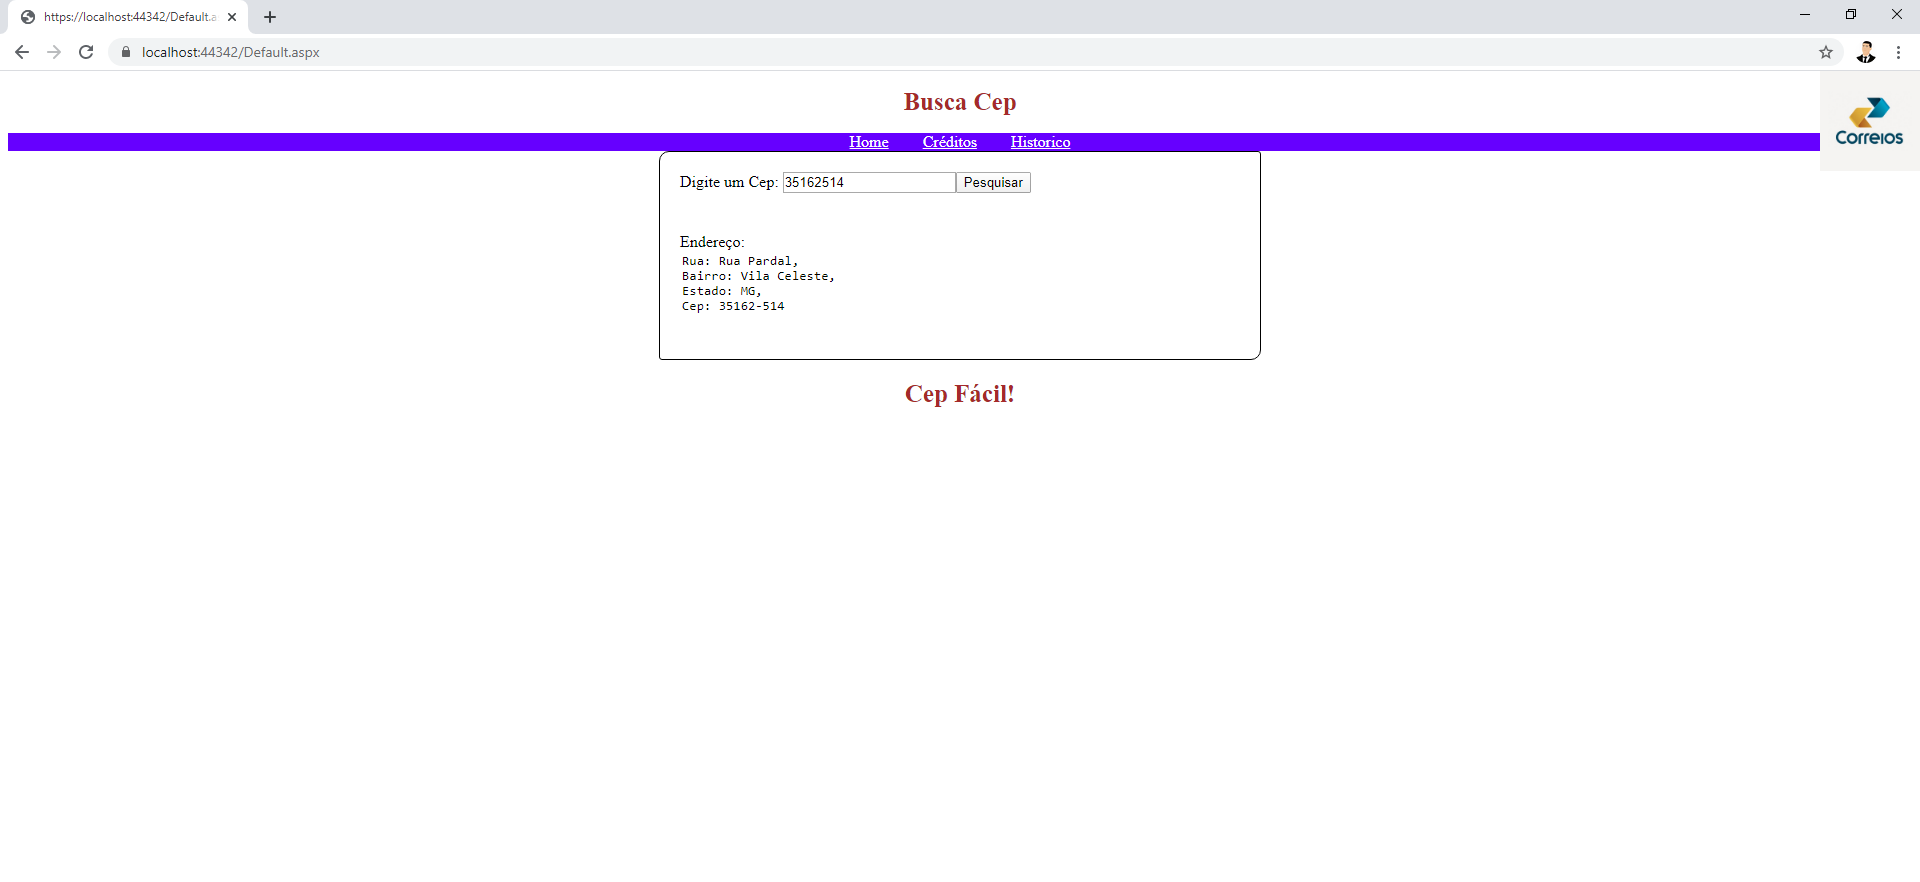 https://localhost:44342/Default.a
localhost:44342/Default.aspx
Busca Cep
Correios
Home Créditos Historico
Digite um Cep: 35162514 Pesquisar
Endereço:
Rua: Rua Pardal,
Bairro: Vila Celeste,
Estado: MG,
Cep: 35162-514
Cep Fácil!